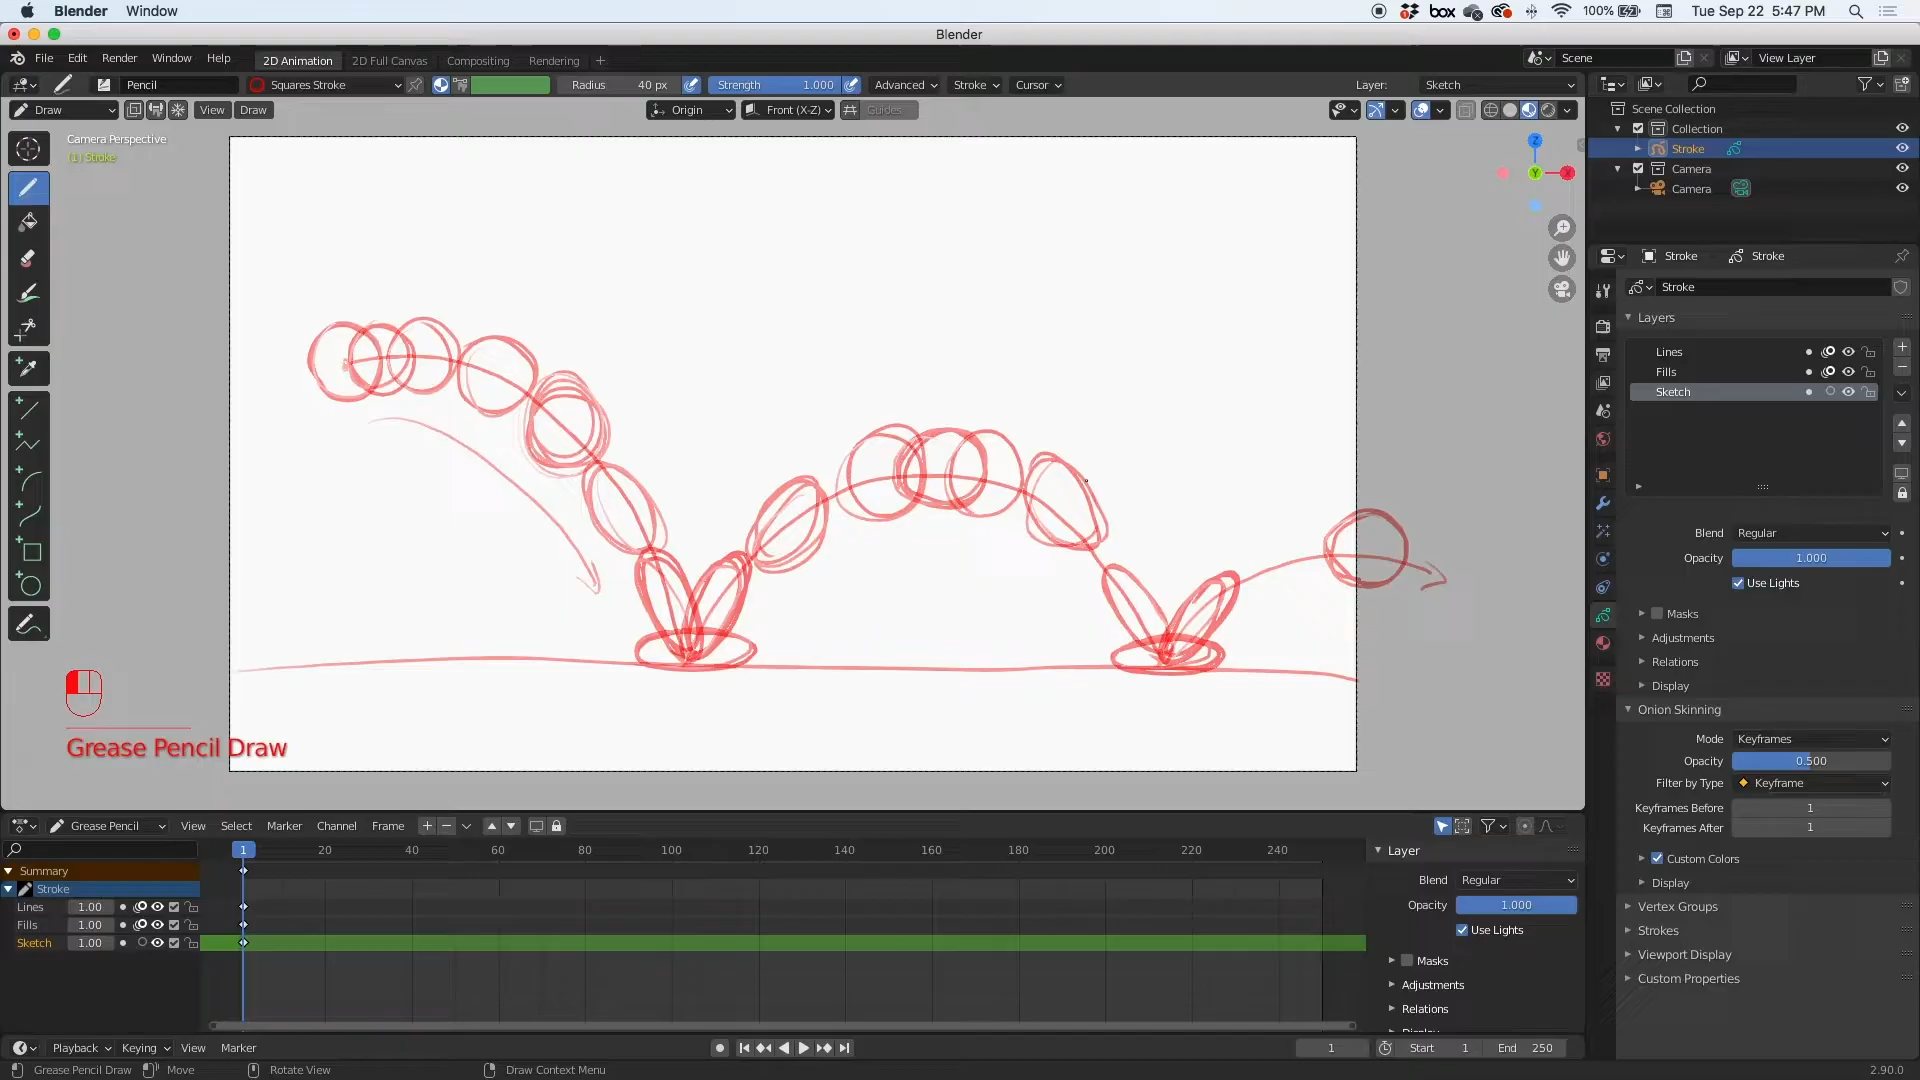 Blender Window
box 100% Tue Sep 22 5:47 PM
Blender
File Edit Render Window Help 2D Animation 2D Full Canvas Compositing Rendering + Scene View Layer
Pencil Squares Stroke Radius 40 px Strength 1.000 Advanced Stroke Cursor Layer: Sketch
Draw View Draw Origin Front (X-Z) Guides
Camera Perspective
(1) Stroke
Z
Y
X
Scene Collection
Collection
Stroke
Camera
Camera
Stroke Stroke
Stroke
Layers
Lines
Fills
Sketch
Blend Regular
Opacity 1.000
Use Lights
Masks
Adjustments
Relations
Display
Onion Skinning
Mode Keyframes
Opacity 0.500
Filter by Type Keyframe
Keyframes Before 1
Keyframes After 1
Custom Colors
Display
Vertex Groups
Strokes
Viewport Display
Custom Properties
Grease Pencil Draw
Grease Pencil View Select Marker Channel Frame
1 20 40 60 80 100 120 140 160 180 200 220 240
Summary
Stroke
Lines 1.00
Fills 1.00
Sketch 1.00
Layer
Blend Regular
Opacity 1.000
Use Lights
Masks
Adjustments
Relations
Display
Playback Keying View Marker 1 Start 1 End 250
Grease Pencil Draw Move Rotate View Draw Context Menu 2.90.0